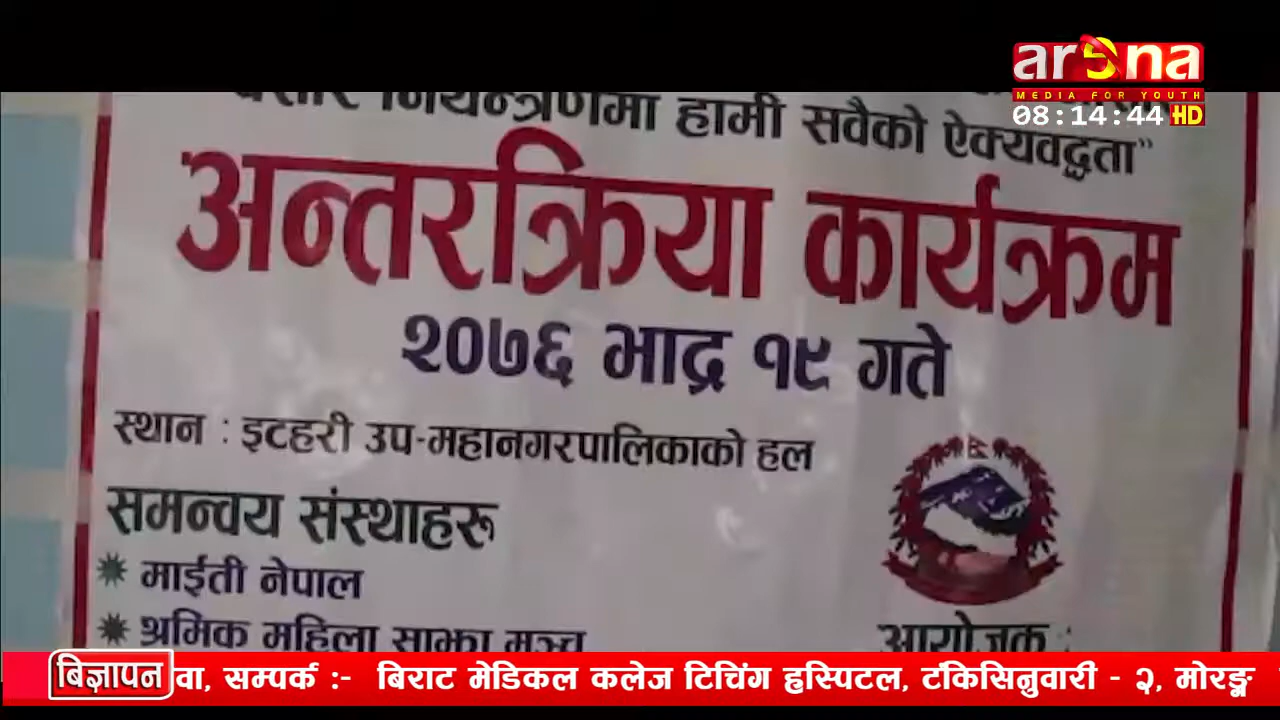 arena
MEDIA FOR YOUTH
08:14:44 HD
नियन्त्रणमा हामी सवैको ऐक्यवद्धता”
अन्तरक्रिया कार्यक्रम
२०७६ भाद्र १९ गते
स्थान : इटहरी उप-महानगरपालिकाको हल
समन्वय संस्थाहरू
माईती नेपाल
श्रमिक महिला साझा मञ्च
आयोजक :
बिज्ञापन वा, सम्पर्क :- बिराट मेडिकल कलेज टिचिंग हस्पिटल, टंकिसिनुवारी - २, मोरङ्ग